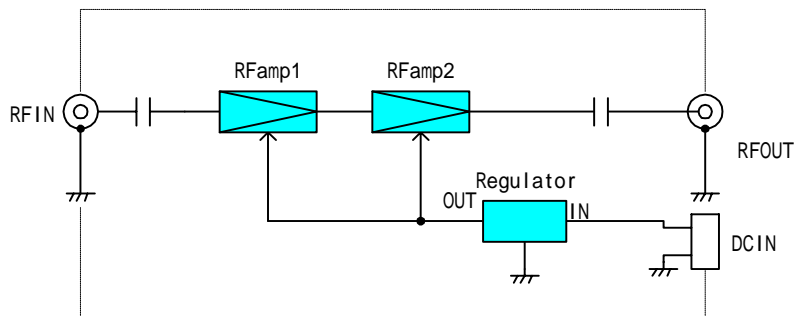 RFamp1
RFamp2
RFIN
RFOUT
Regulator
OUT
IN
DCIN